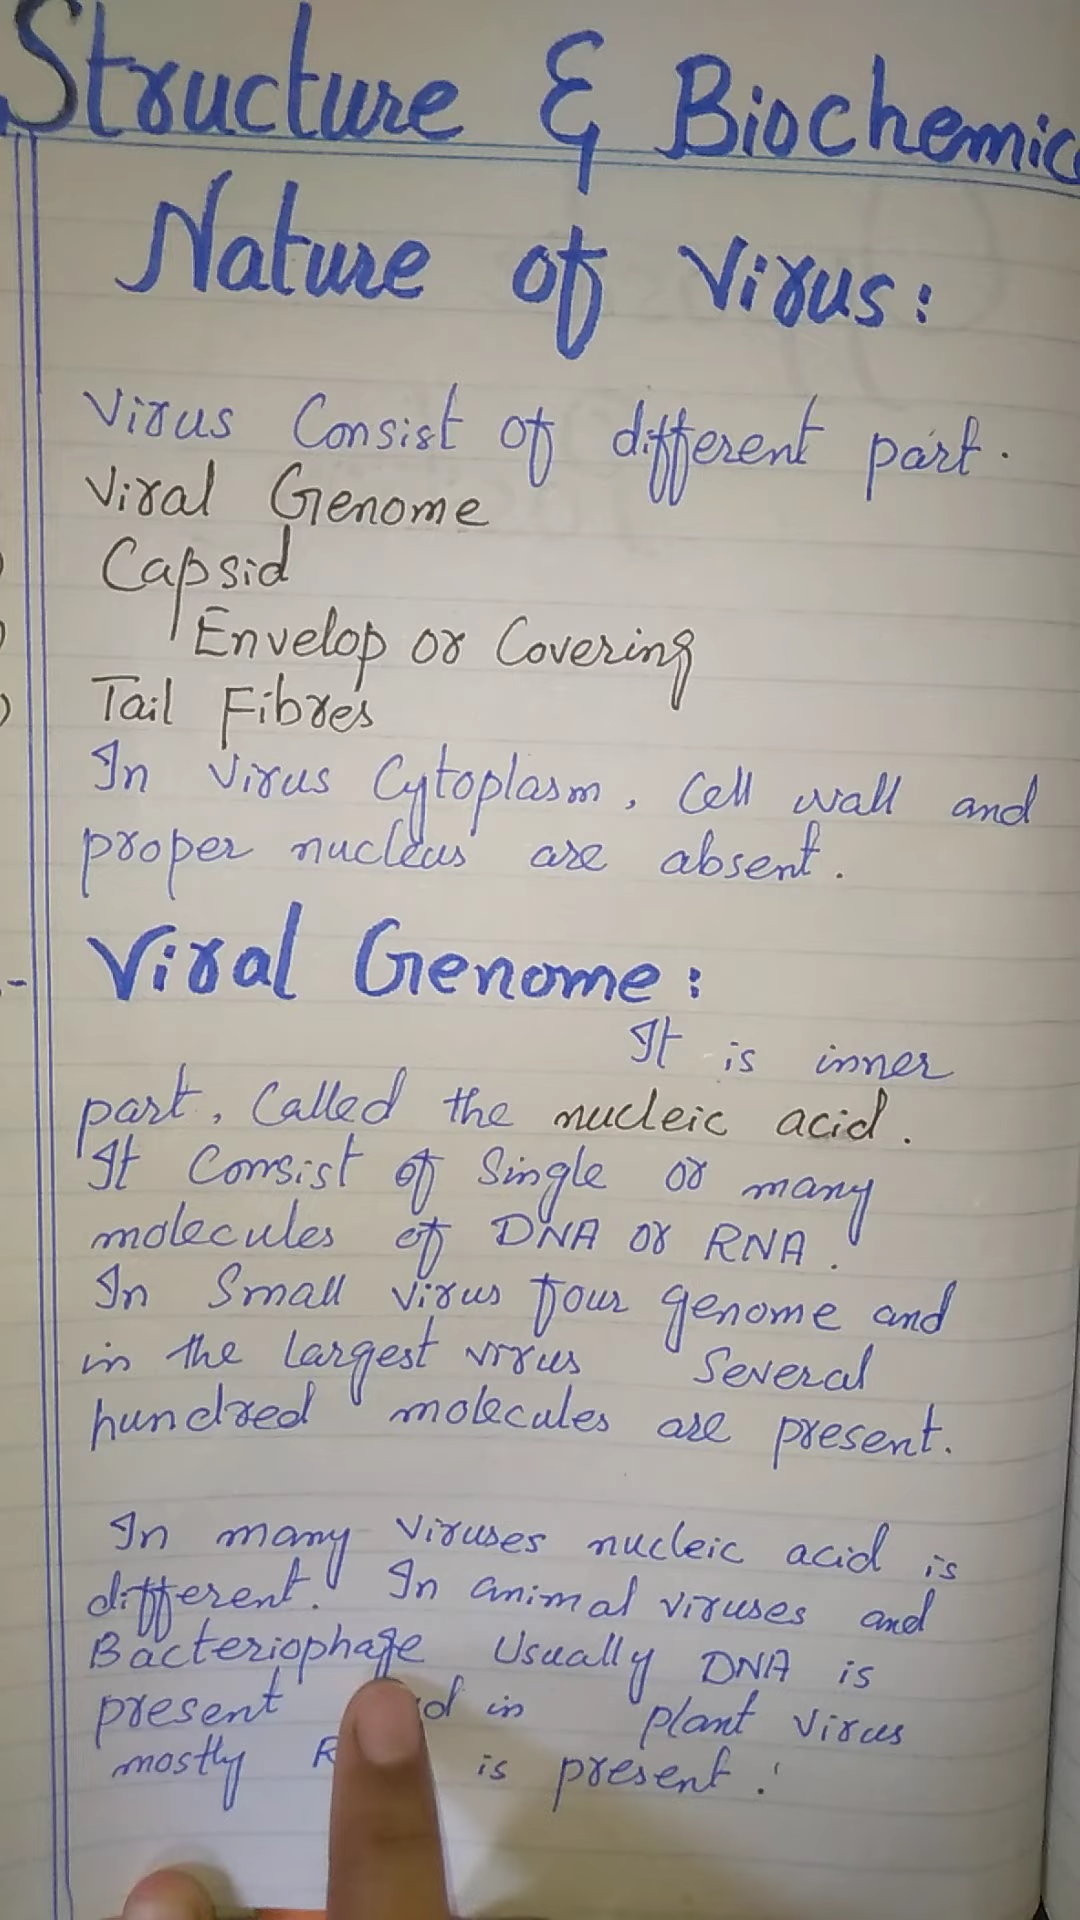 Structure & Biochemic
Nature of Virus:
Virus Consist of different part.
Viral Genome
Capsid
Envelop or Covering
Tail Fibres
In Virus Cytoplasm, Cell wall and
proper nucleus are absent.
Viral Genome:
It is inner
part, Called the nucleic acid.
It Consist of Single or many
molecules of DNA or RNA.
In Small virus four genome and
in the largest virus Several
hundred molecules are present.
In many viruses nucleic acid is
different. In animal viruses and
Bacteriophage Usually DNA is
present in plant virus
mostly is present.